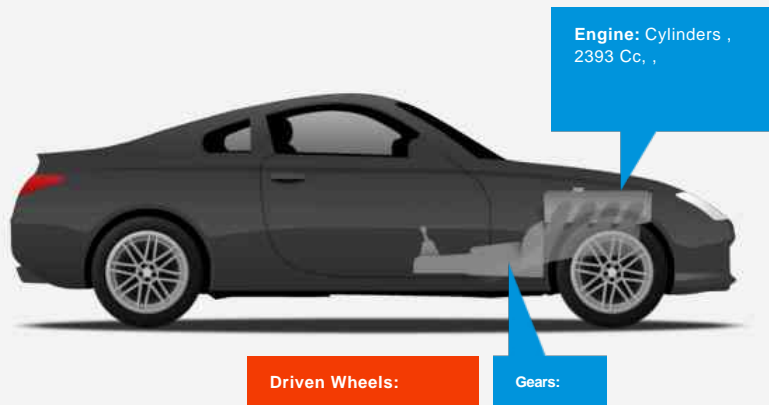 Engine: Cylinders ,
2393 Cc, ,
Driven Wheels:
Gears: